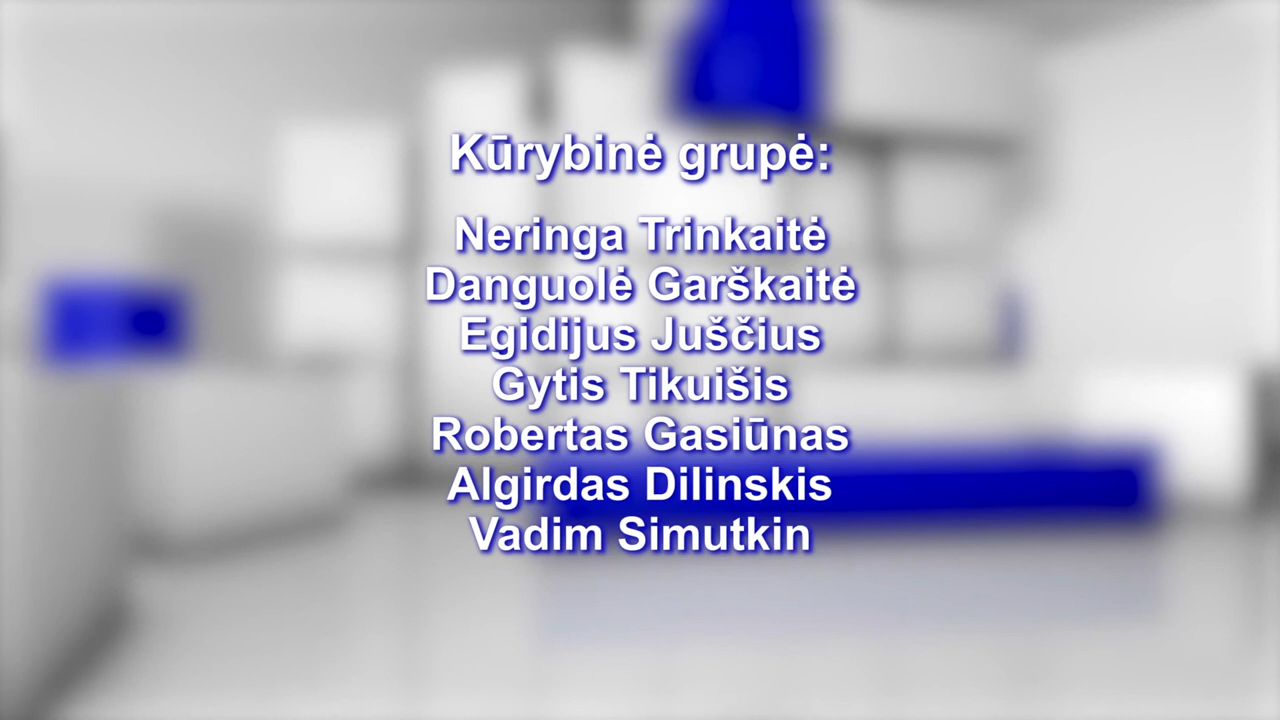 Kūrybinė grupė:
Neringa Trinkaitė
Danguolė Garškaitė
Egidijus Juščius
Gytis Tikuišis
Robertas Gasiūnas
Algirdas Dilinskis
Vadim Simutkin